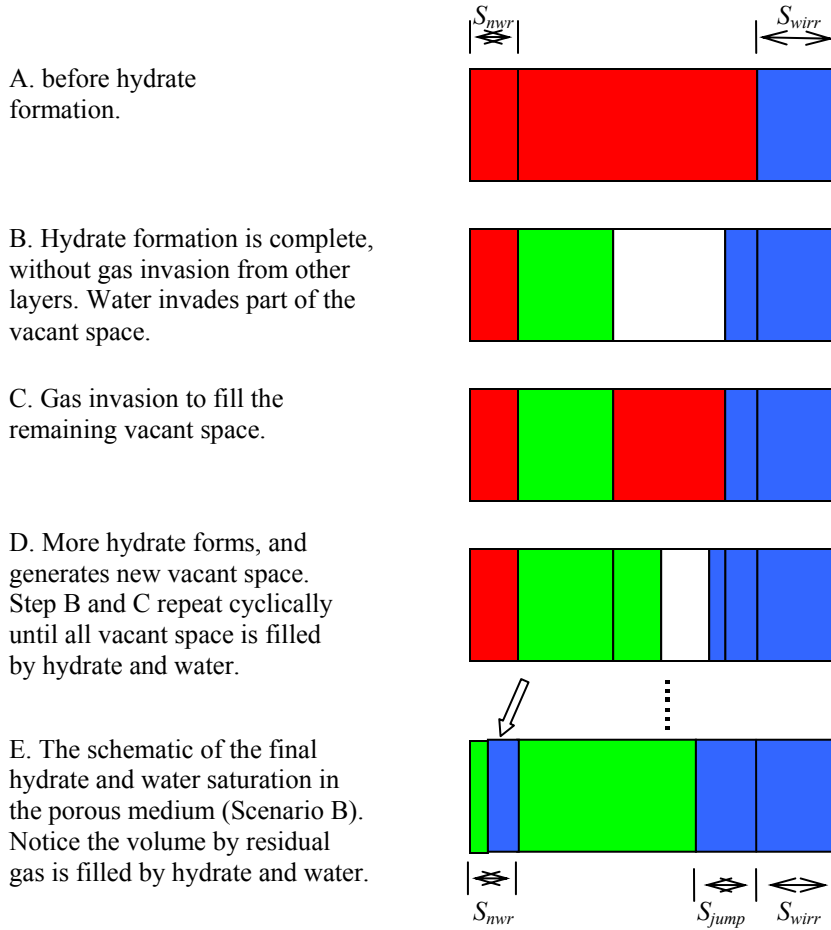 S_nwr S_wirr
A. before hydrate
formation.
B. Hydrate formation is complete,
without gas invasion from other
layers. Water invades part of the
vacant space.
C. Gas invasion to fill the
remaining vacant space.
D. More hydrate forms, and
generates new vacant space.
Step B and C repeat cyclically
until all vacant space is filled
by hydrate and water.
E. The schematic of the final
hydrate and water saturation in
the porous medium (Scenario B).
Notice the volume by residual
gas is filled by hydrate and water.
S_nwr S_jump S_wirr